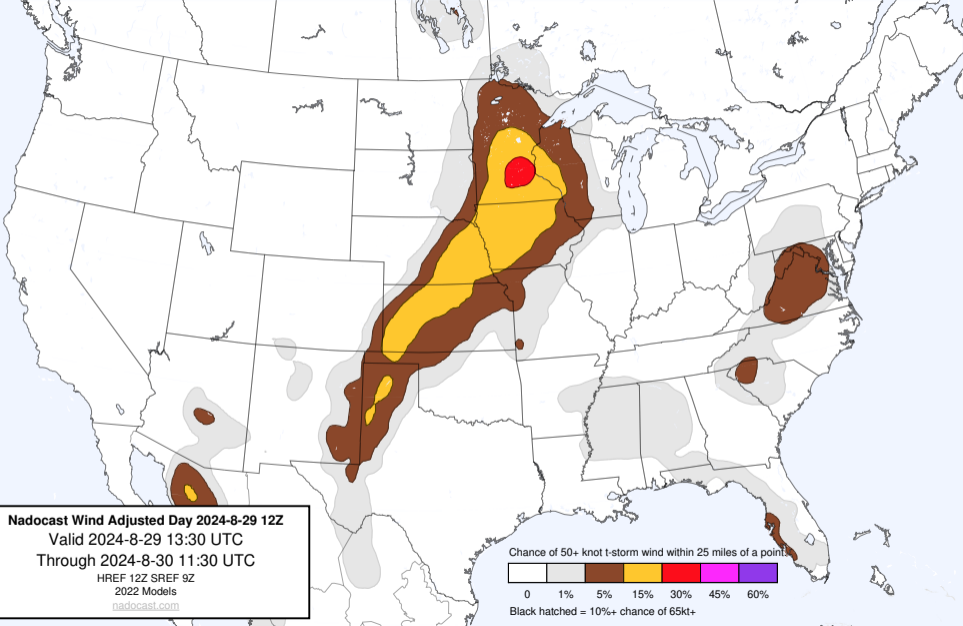 Nadocast Wind Adjusted Day 2024-8-29 12Z
Valid 2024-8-29 13:30 UTC
Through 2024-8-30 11:30 UTC
HREF 12Z SREF 9Z
2022 Models
nadocast.com
Chance of 50+ knot t-storm wind within 25 miles of a point.
0 1% 5% 15% 30% 45% 60%
Black hatched = 10%+ chance of 65kt+